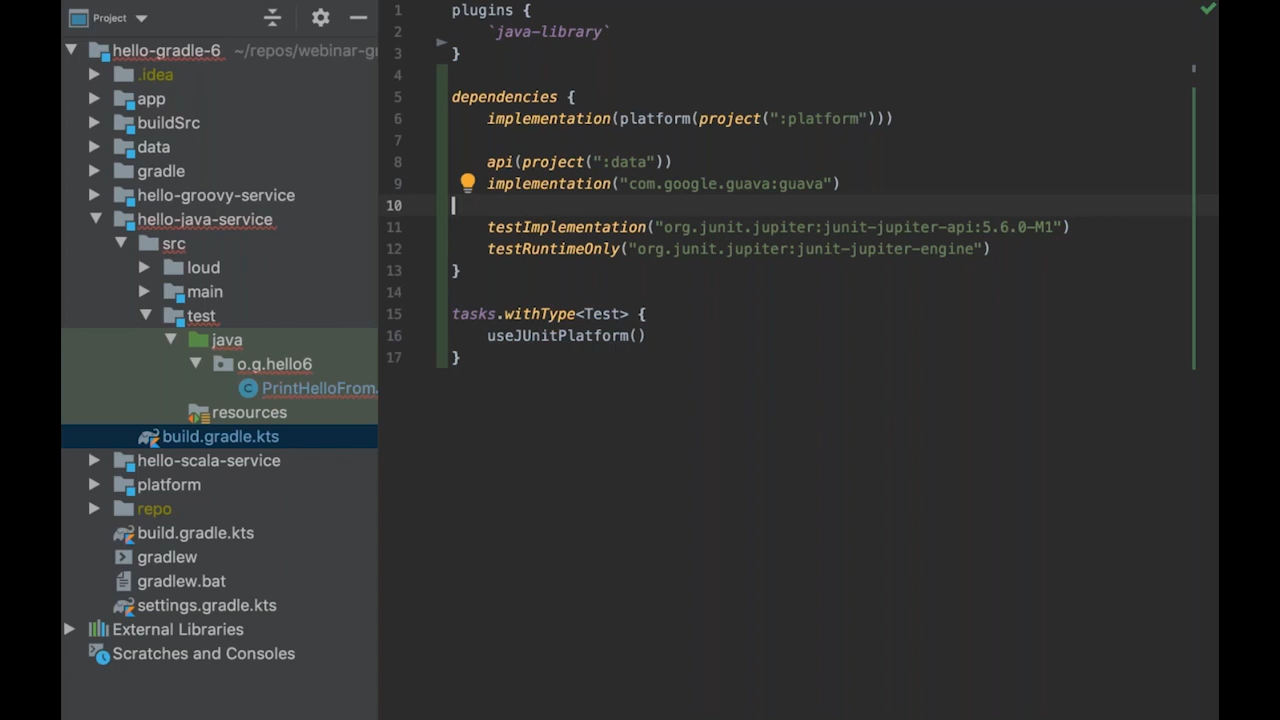 Project
hello-gradle-6 ~/repos/webinar-gr
.idea
app
buildSrc
data
gradle
hello-groovy-service
hello-java-service
src
loud
main
test
java
o.g.hello6
PrintHelloFrom
resources
build.gradle.kts
hello-scala-service
platform
repo
build.gradle.kts
gradlew
gradlew.bat
settings.gradle.kts
External Libraries
Scratches and Consoles
1 plugins {
2 `java-library`
3 }
4
5 dependencies {
6 implementation(platform(project(":platform")))
7
8 api(project(":data"))
9 implementation("com.google.guava:guava")
10
11 testImplementation("org.junit.jupiter:junit-jupiter-api:5.6.0-M1")
12 testRuntimeOnly("org.junit.jupiter:junit-jupiter-engine")
13 }
14
15 tasks.withType<Test> {
16 useJUnitPlatform()
17 }